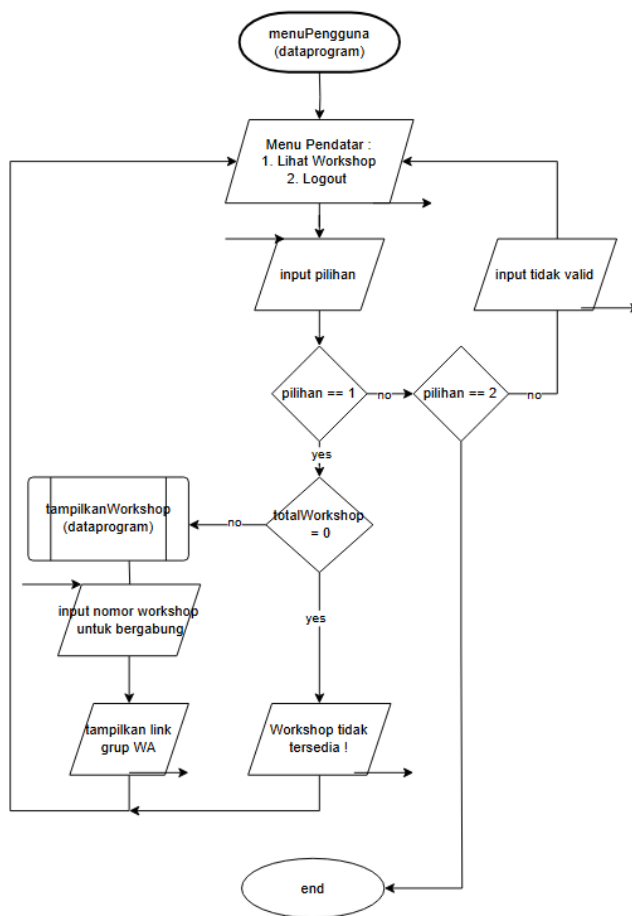 menuPengguna
(dataprogram)
Menu Pendatar :
1. Lihat Workshop
2. Logout
input pilihan
input tidak valid
pilihan == 1
no
pilihan == 2
no
yes
tampilkanWorkshop
(dataprogram)
no
totalWorkshop
= 0
input nomor workshop
untuk bergabung
yes
tampilkan link
grup WA
Workshop tidak
tersedia !
end